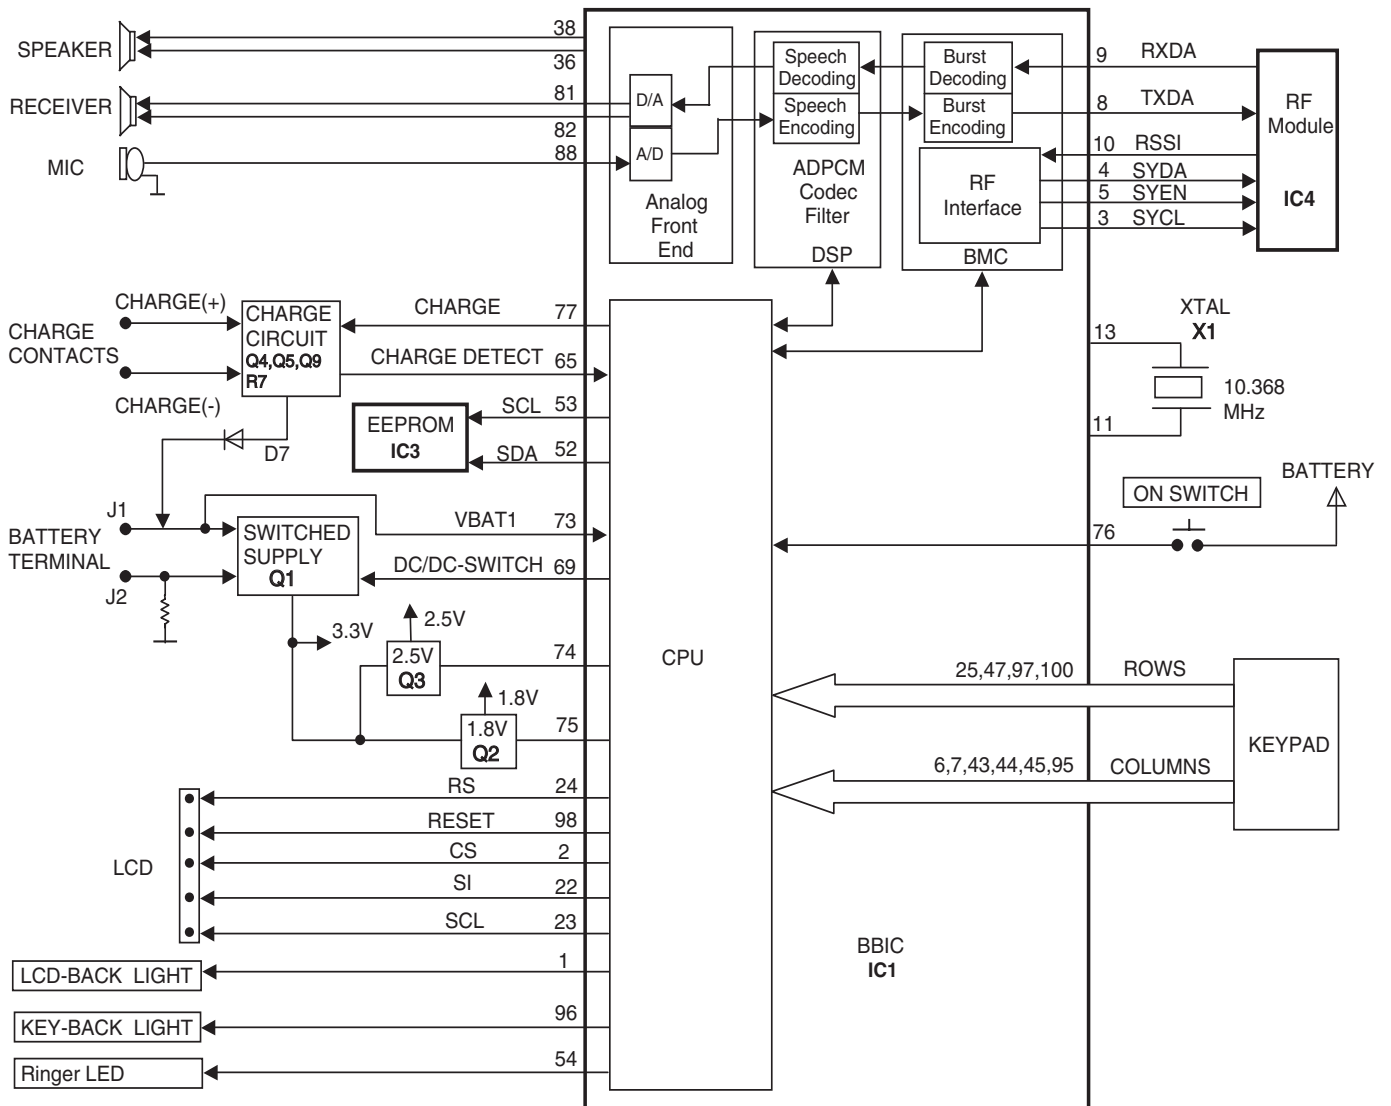 SPEAKER
38
36
RECEIVER
81
82
MIC
88
D/A
A/D
Analog
Front
End
Speech
Decoding
Speech
Encoding
ADPCM
Codec
Filter
DSP
Burst
Decoding
Burst
Encoding
RF
Interface
BMC
9 RXDA
8 TXDA
10 RSSI
4 SYDA
5 SYEN
3 SYCL
RF
Module
IC4
CHARGE
CONTACTS
CHARGE(+)
CHARGE(-)
CHARGE
CIRCUIT
Q4,Q5,Q9
R7
CHARGE 77
CHARGE DETECT 65
D7
EEPROM
IC3
SCL 53
SDA 52
XTAL
X1
13
11
10.368
MHz
BATTERY
ON SWITCH
76
BATTERY
TERMINAL
J1
J2
SWITCHED
SUPPLY
Q1
VBAT1 73
DC/DC-SWITCH 69
3.3V
2.5V
2.5V
Q3
74
1.8V
1.8V
Q2
75
CPU
25,47,97,100 ROWS
6,7,43,44,45,95 COLUMNS
KEYPAD
LCD
RS 24
RESET 98
CS 2
SI 22
SCL 23
LCD-BACK LIGHT
1
KEY-BACK LIGHT
96
Ringer LED
54
BBIC
IC1